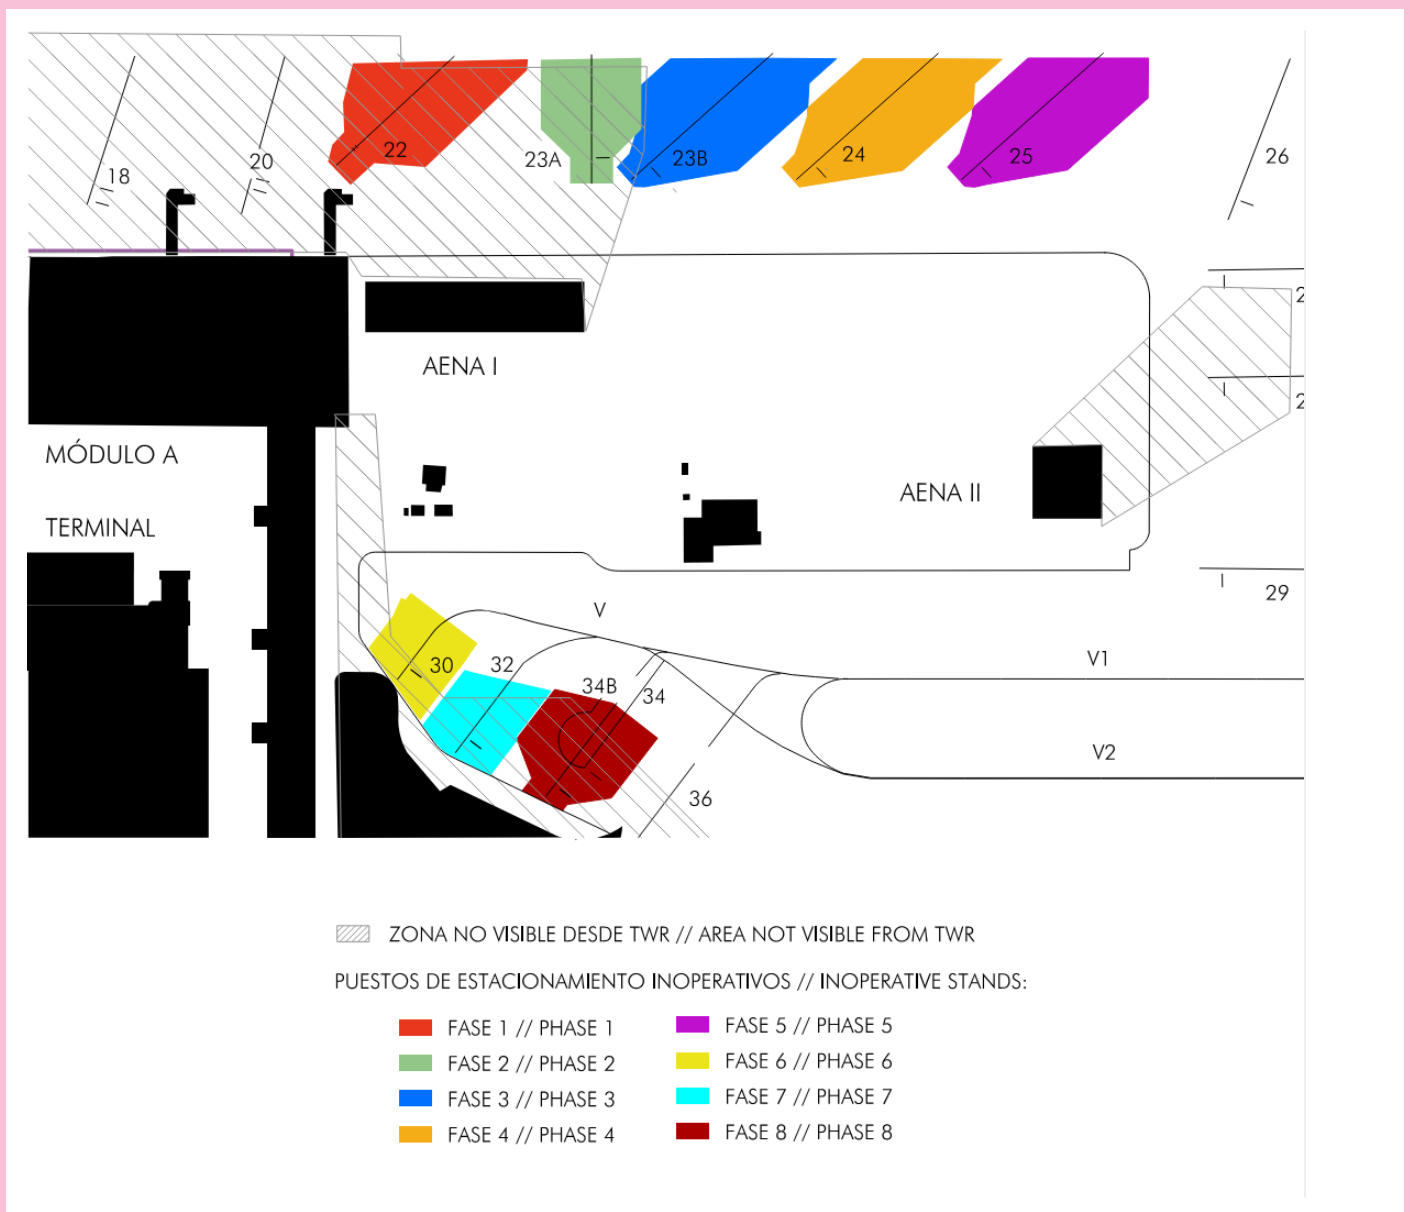 18
20
22
23A
23B
24
25
26
2
2
AENA I
MÓDULO A
AENA II
TERMINAL
29
V
V1
30
32
34B
34
V2
36
ZONA NO VISIBLE DESDE TWR // AREA NOT VISIBLE FROM TWR
PUESTOS DE ESTACIONAMIENTO INOPERATIVOS // INOPERATIVE STANDS:
FASE 1 // PHASE 1
FASE 2 // PHASE 2
FASE 3 // PHASE 3
FASE 4 // PHASE 4
FASE 5 // PHASE 5
FASE 6 // PHASE 6
FASE 7 // PHASE 7
FASE 8 // PHASE 8